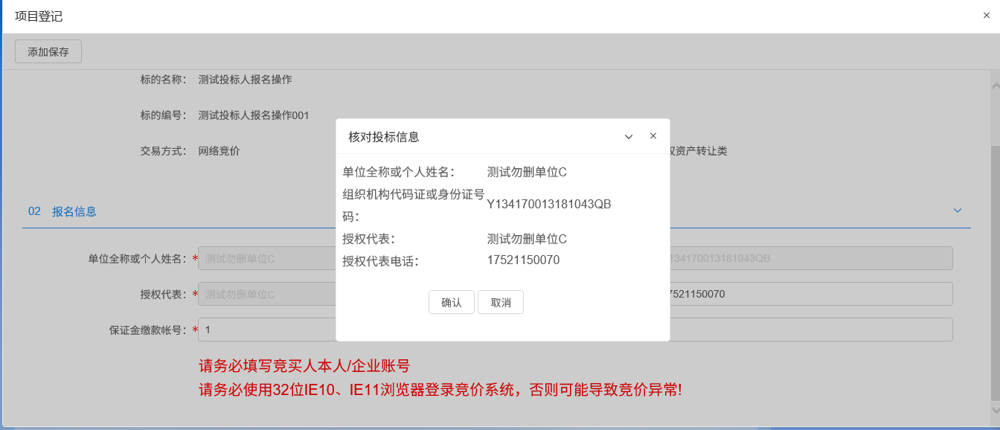 项目登记
添加保存
标的名称： 测试投标人报名操作
标的编号： 测试投标人报名操作001
交易方式： 网络竞价
资产转让类
核对投标信息
单位全称或个人姓名： 测试勿删单位C
组织机构代码证或身份证号
码： Y134170013181043QB
授权代表： 测试勿删单位C
授权代表电话： 17521150070
确认 取消
02 报名信息
单位全称或个人姓名：* 测试勿删单位C 134170013181043QB
授权代表：* 测试勿删单位C 7521150070
保证金缴款帐号：* 1
请务必填写竞买人本人/企业账号
请务必使用32位IE10、IE11浏览器登录竞价系统，否则可能导致竞价异常!